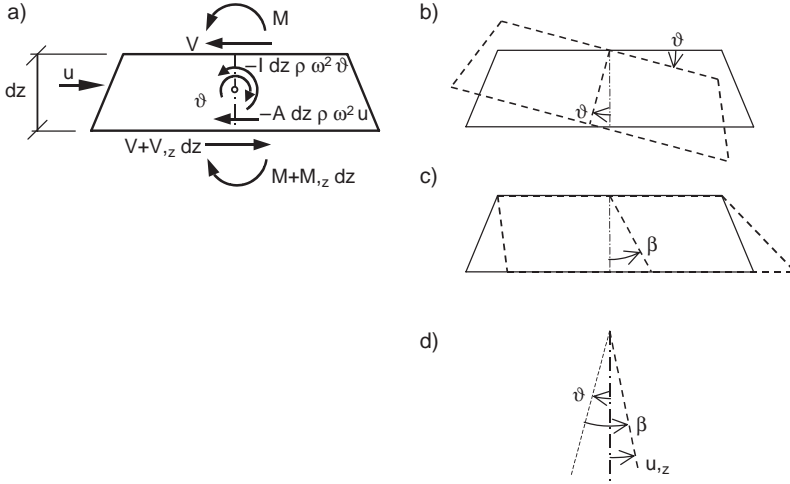 a)
M
V
−I dz ρ ω² ϑ
dz
u
ϑ
−A dz ρ ω² u
V+V,z dz
M+M,z dz
b)
ϑ
ϑ
c)
β
d)
ϑ
β
u,z